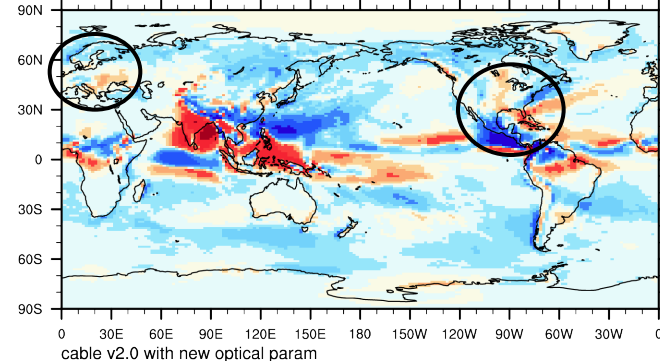 90N
60N
30N
0
30S
60S
90S
0 30E 60E 90E 120E 150E 180 150W 120W 90W 60W 30W 0
cable v2.0 with new optical param